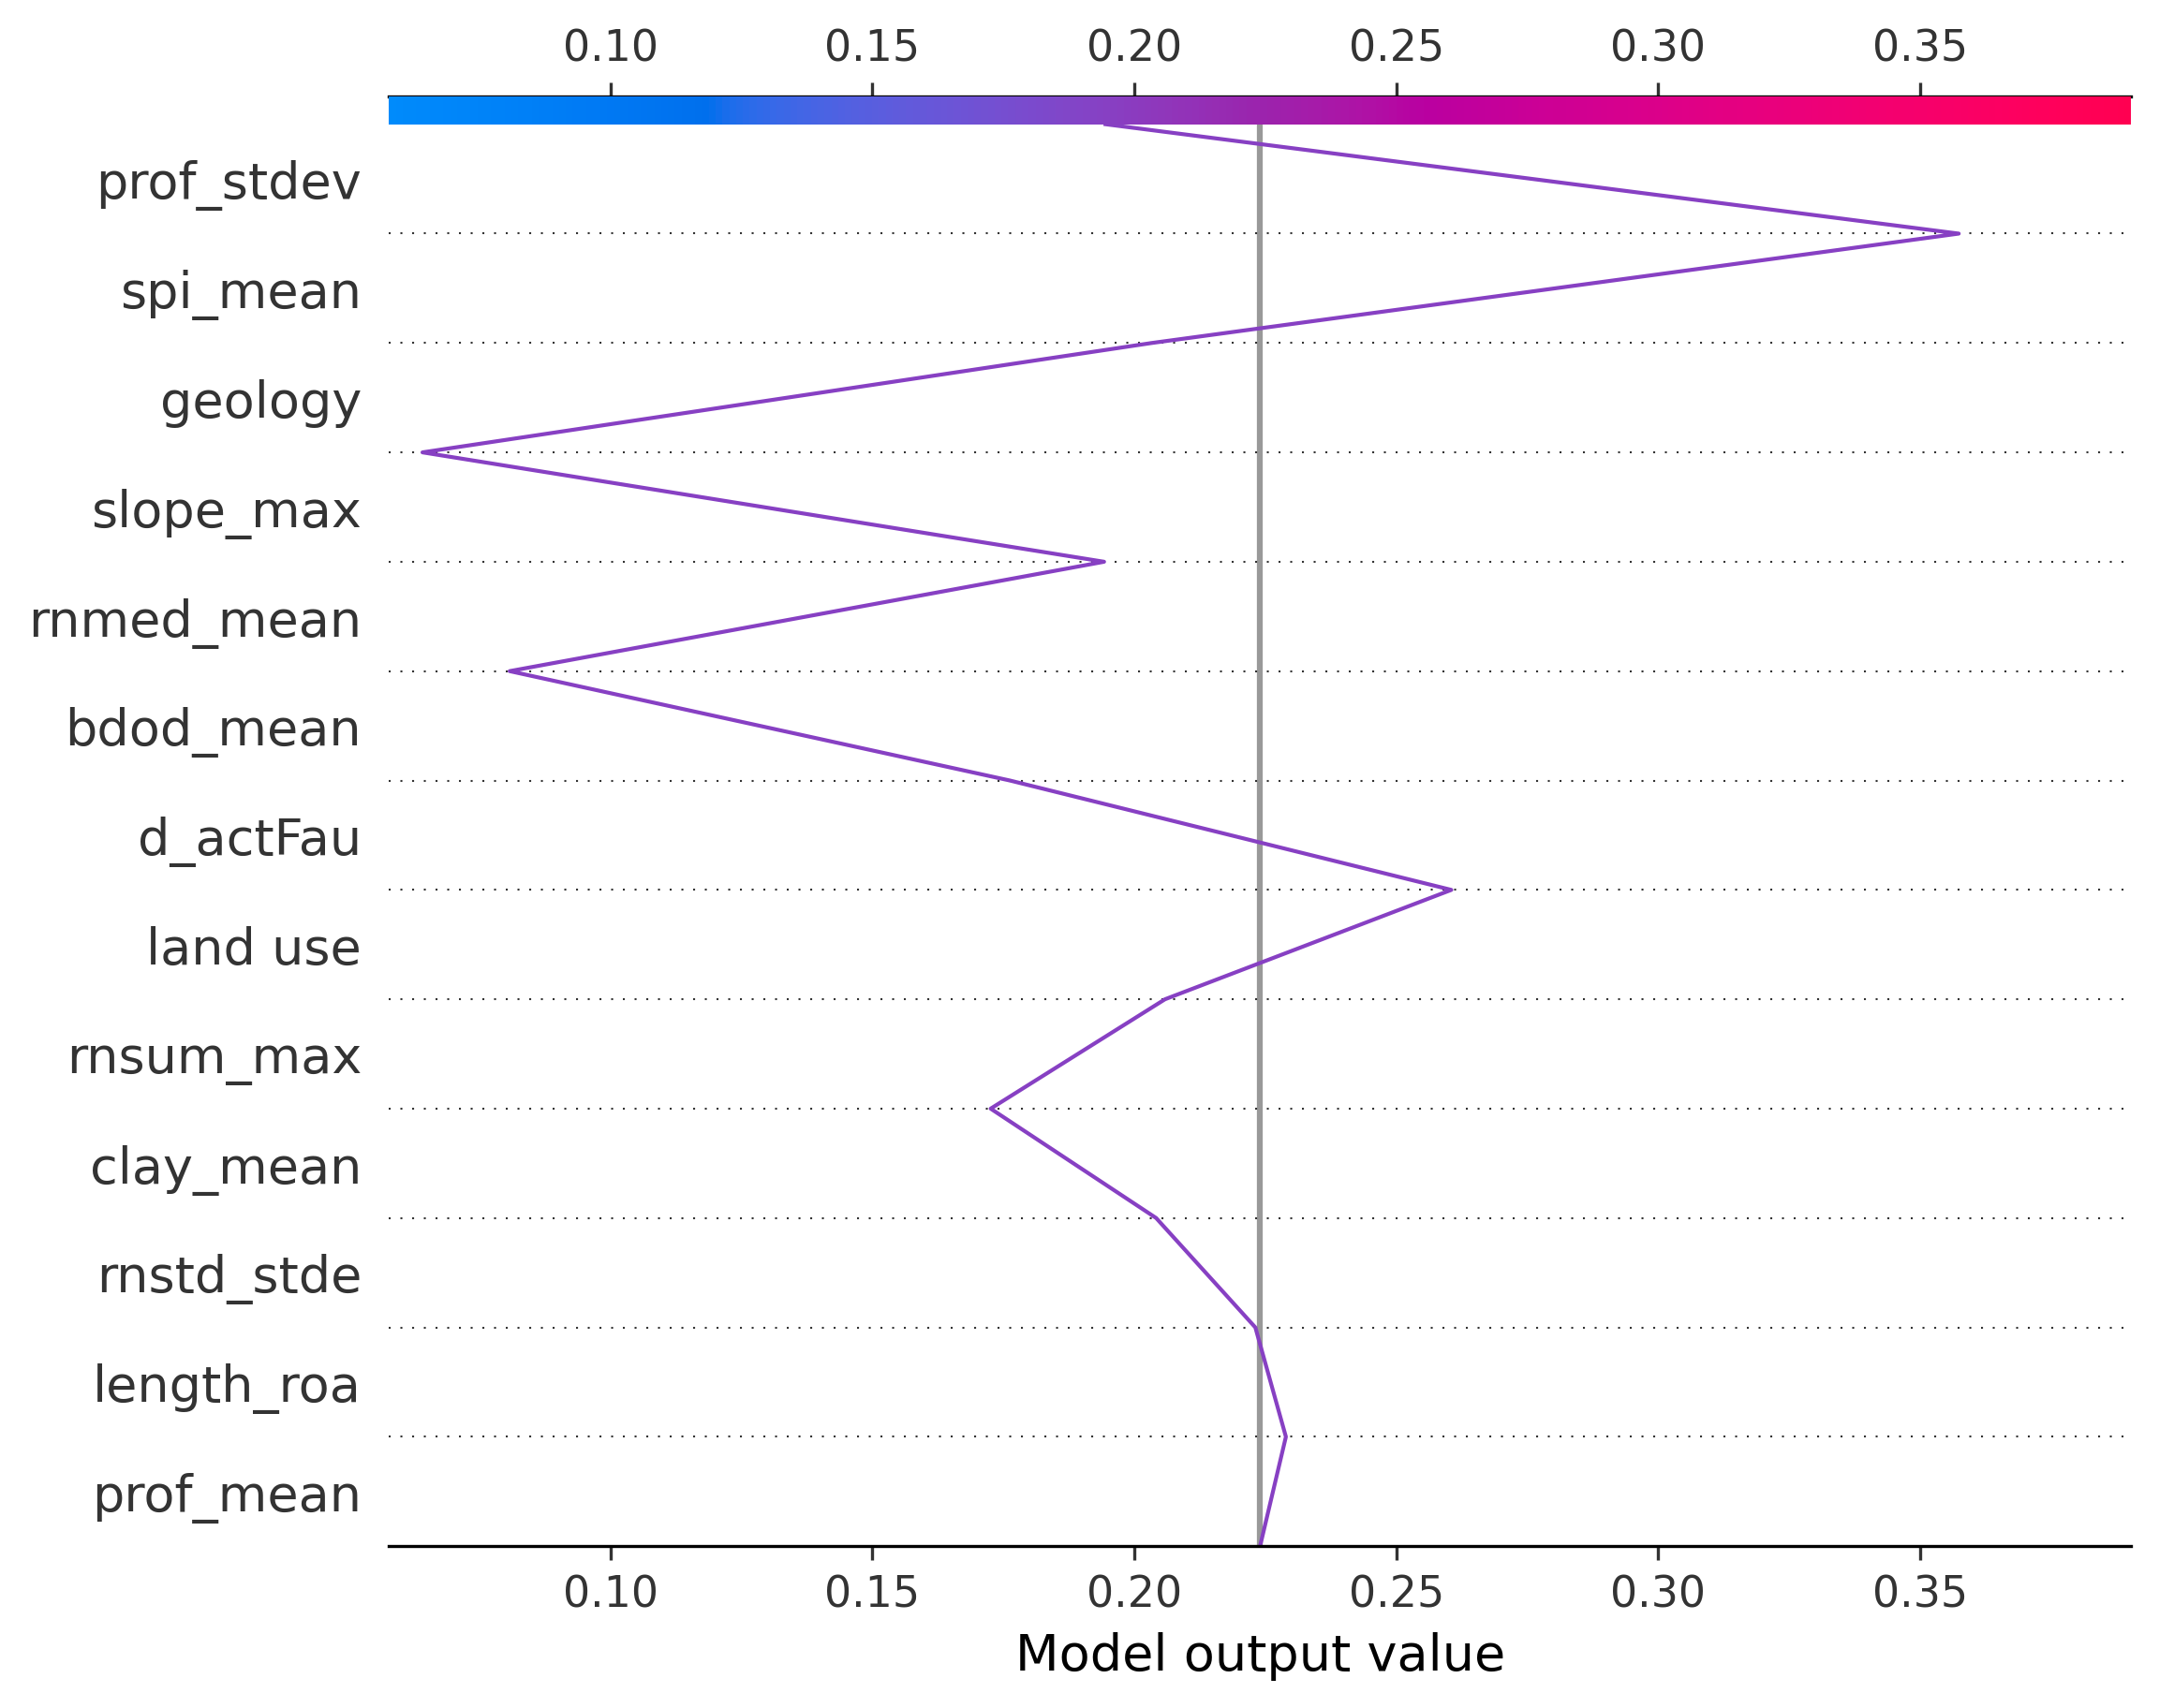 0.10 0.15 0.20 0.25 0.30 0.35
prof_stdev
spi_mean
geology
slope_max
rnmed_mean
bdod_mean
d_actFau
land use
rnsum_max
clay_mean
rnstd_stde
length_roa
prof_mean
0.10 0.15 0.20 0.25 0.30 0.35
Model output value